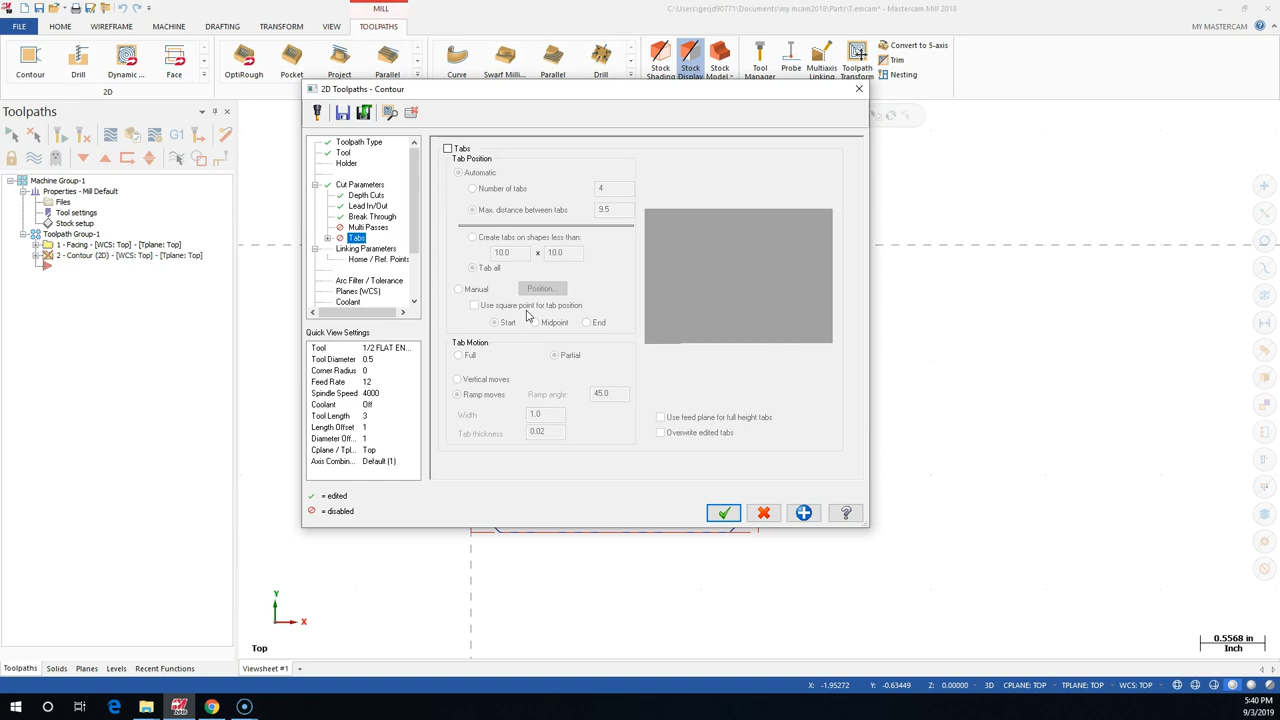 MILL
C:\Users\gerjd90771\Documents\my mcam2018\Parts\T.emcam* - Mastercam Mill 2018
FILE HOME WIREFRAME MACHINE DRAFTING TRANSFORM VIEW TOOLPATHS MY MASTERCAM
Contour Drill Dynamic ... Face OptiRough Pocket Project Parallel Curve Swarf Milli... Parallel Drill
Stock Shading Stock Display Stock Model Tool Manager Probe Multiaxis Linking Toolpath Transform
Convert to 5-axis
Trim
Nesting
2D
Toolpaths
Machine Group-1
Properties - Mill Default
Files
Tool settings
Stock setup
Toolpath Group-1
1 - Facing - [WCS: Top] - [Tplane: Top]
2 - Contour (2D) - [WCS: Top] - [Tplane: Top]
2D Toolpaths - Contour
Toolpath Type
Tool
Holder
Cut Parameters
Depth Cuts
Lead In/Out
Break Through
Multi Passes
Tabs
Linking Parameters
Home / Ref. Points
Arc Filter / Tolerance
Planes (WCS)
Coolant
Quick View Settings
Tool 1/2 FLAT EN...
Tool Diameter 0.5
Corner Radius 0
Feed Rate 12
Spindle Speed 4000
Coolant Off
Tool Length 3
Length Offset 1
Diameter Off... 1
Cplane / Tpl... Top
Axis Combin... Default (1)
= edited
= disabled
Tabs
Tab Position
Automatic
Number of tabs 4
Max. distance between tabs 9.5
Create tabs on shapes less than:
10.0 x 10.0
Tab all
Manual Position...
Use square point for tab position
Start Midpoint End
Tab Motion
Full Partial
Vertical moves
Ramp moves Ramp angle: 45.0
Width 1.0
Tab thickness 0.02
Use feed plane for full height tabs
Overwrite edited tabs
Y
X
Top
0.5568 in
Inch
Toolpaths Solids Planes Levels Recent Functions
Viewsheet #1 +
X: -1.95272 Y: -0.63449 Z: 0.00000 3D CPLANE: TOP TPLANE: TOP WCS: TOP
5:40 PM
9/3/2019